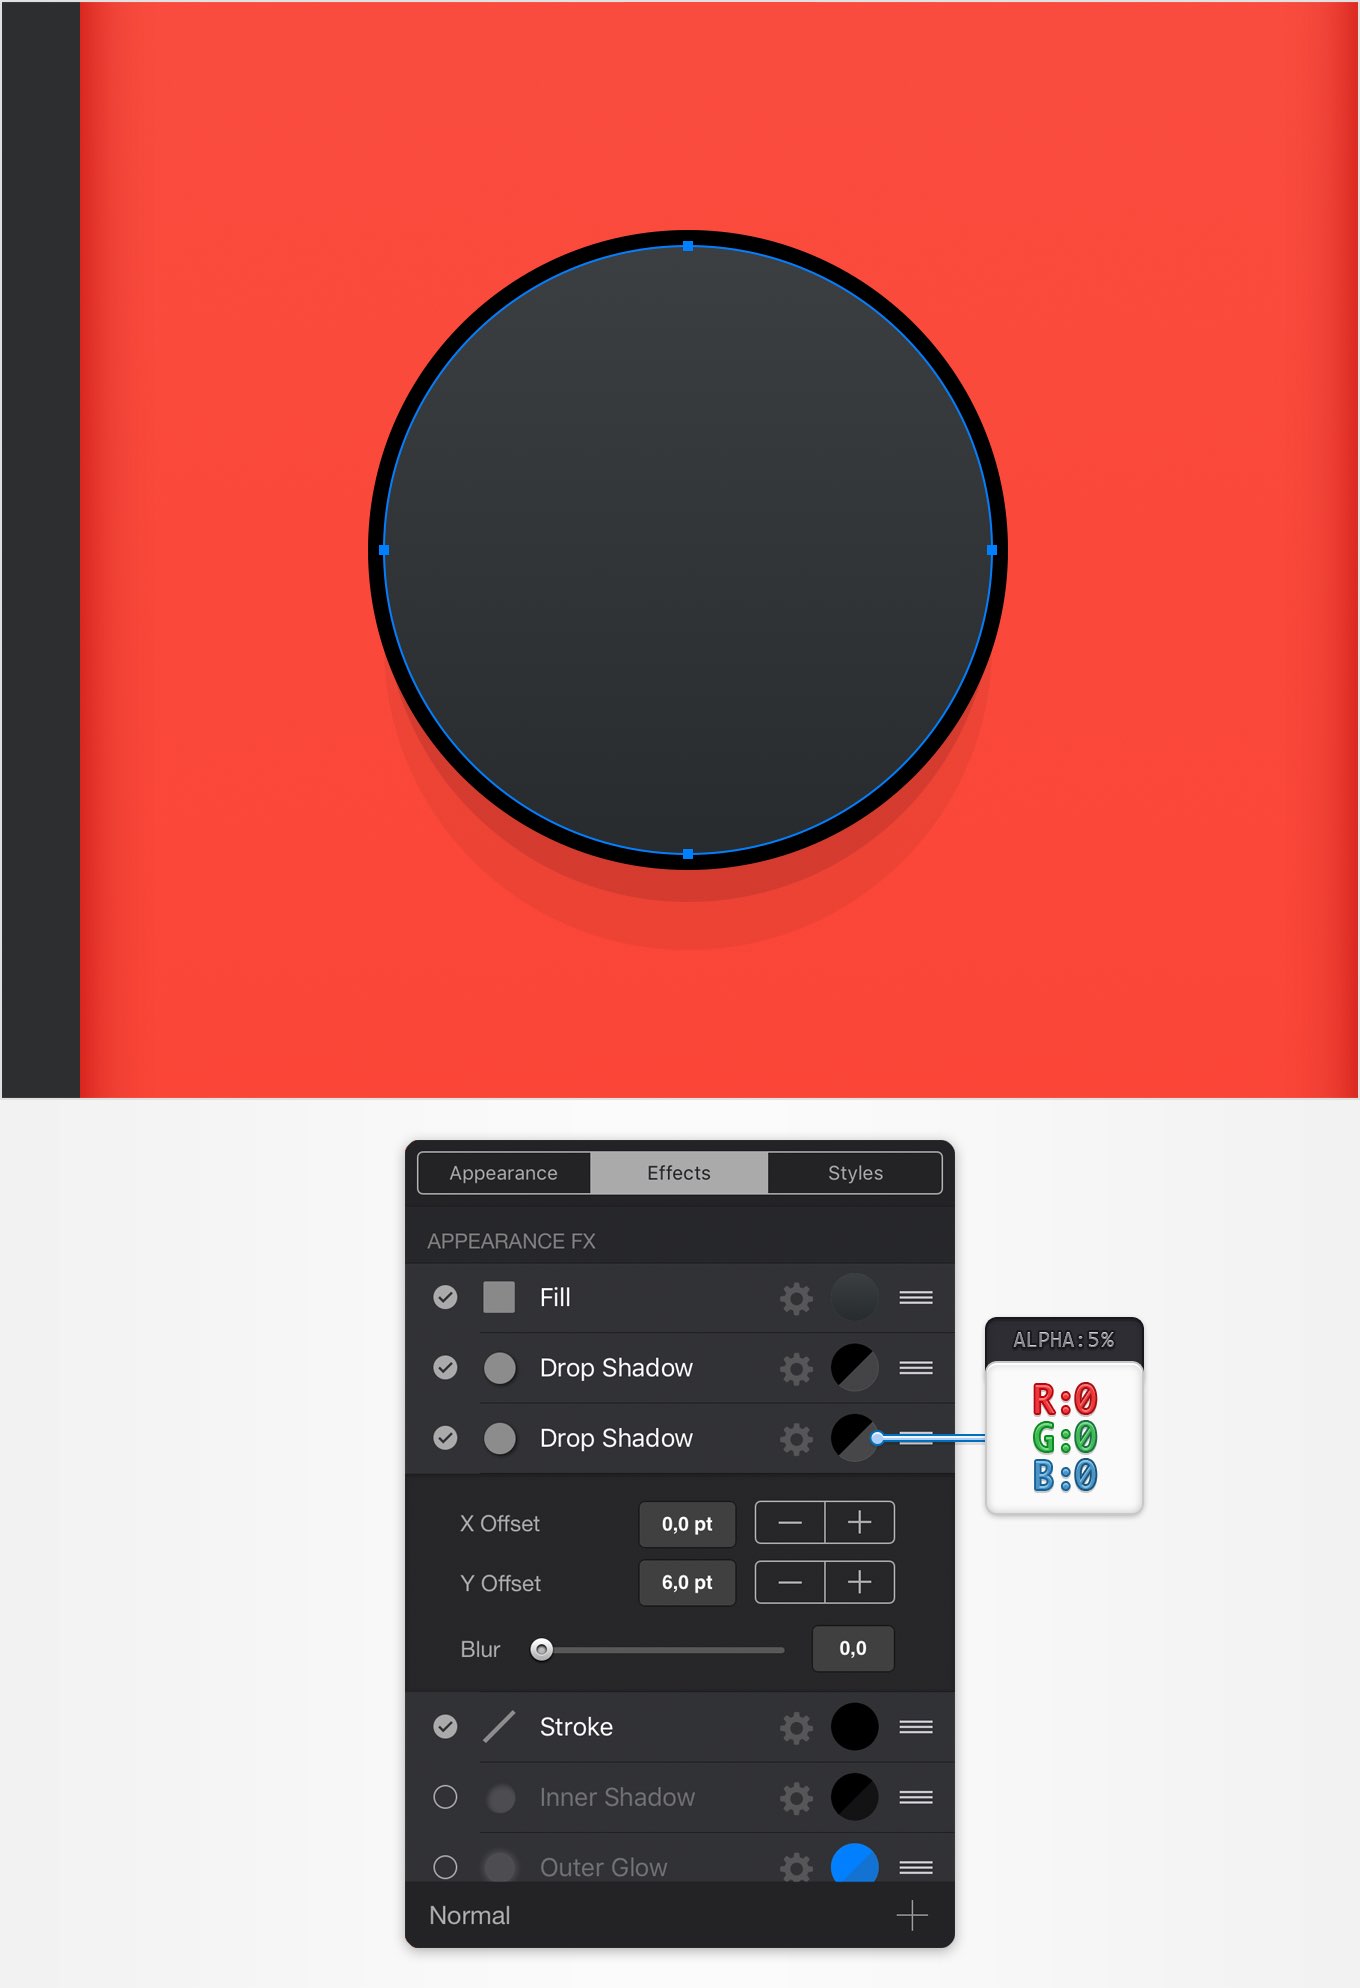 Appearance Effects Styles
APPEARANCE FX
Fill
Drop Shadow
Drop Shadow
ALPHA:5%
R:0
G:0
B:0
X Offset 0,0 pt — +
Y Offset 6,0 pt — +
Blur 0,0
Stroke
Inner Shadow
Outer Glow
Normal +